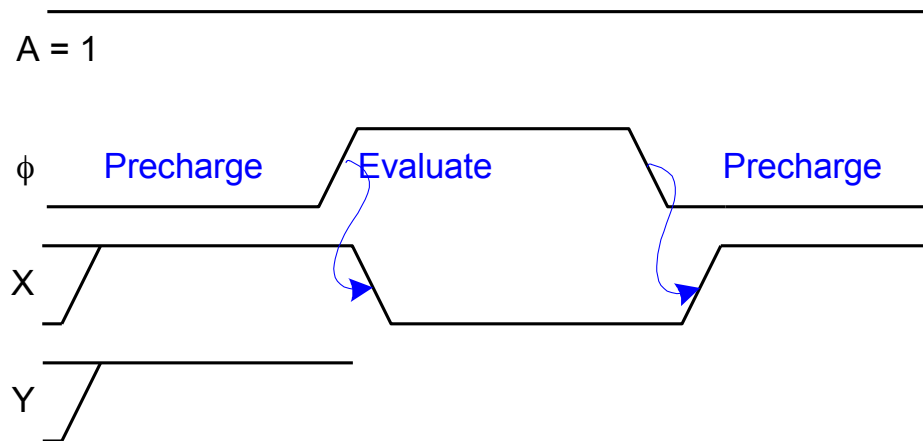 A = 1
ϕ Precharge Evaluate Precharge
X
Y